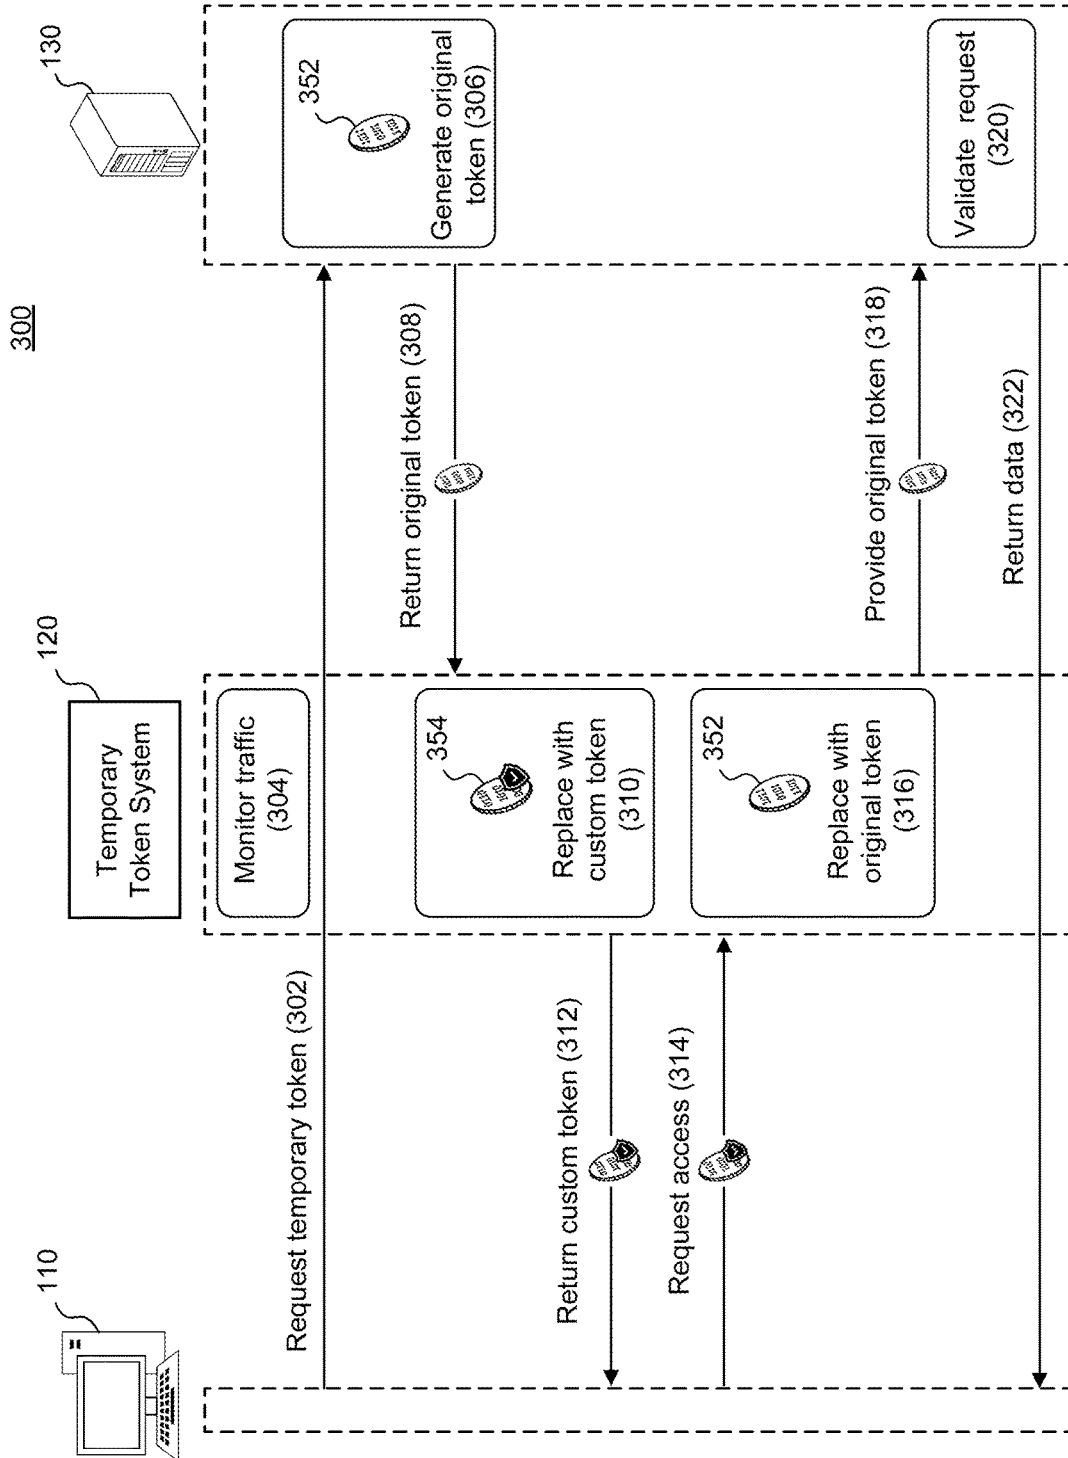 300
110
120
130
Temporary
Token System
Request temporary token (302)
Monitor traffic
(304)
352
Generate original
token (306)
Return original token (308)
354
Replace with
custom token
(310)
Return custom token (312)
Request access (314)
352
Replace with
original token
(316)
Provide original token (318)
Validate request
(320)
Return data (322)